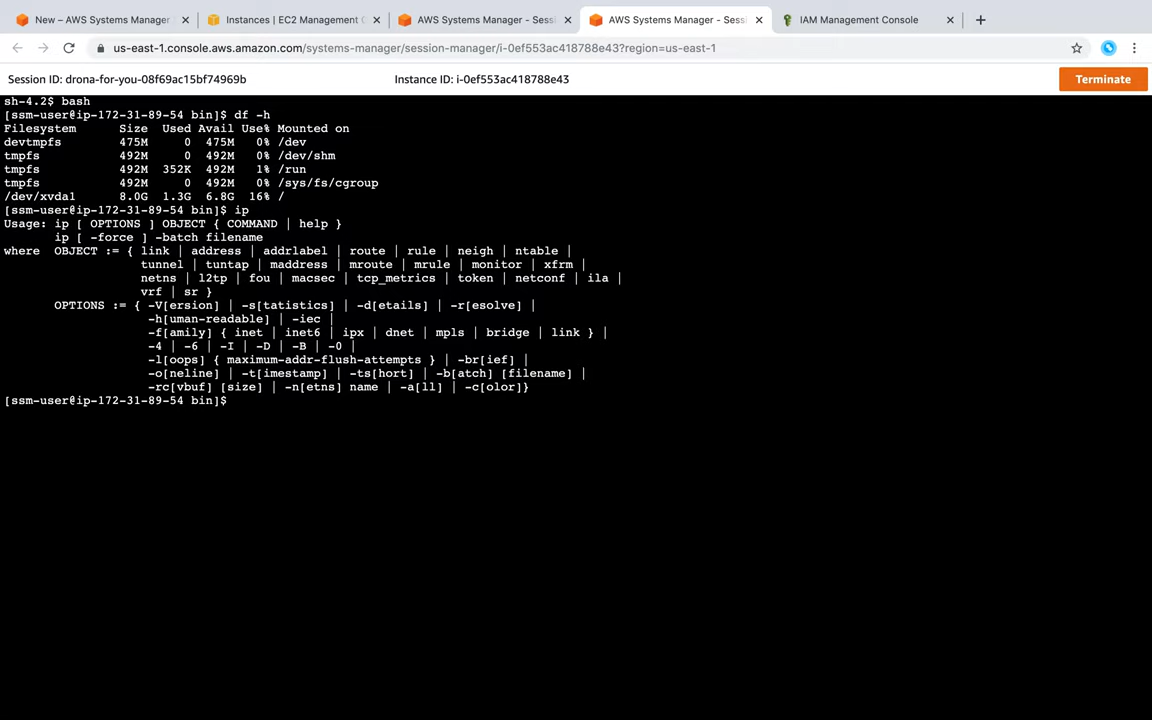 New – AWS Systems Manager
Instances | EC2 Management
AWS Systems Manager - Sessi
AWS Systems Manager - Sessi
IAM Management Console
us-east-1.console.aws.amazon.com/systems-manager/session-manager/i-0ef553ac418788e43?region=us-east-1
Session ID: drona-for-you-08f69ac15bf74969b
Instance ID: i-0ef553ac418788e43
Terminate
sh-4.2$ bash
[ssm-user@ip-172-31-89-54 bin]$ df -h
Filesystem      Size  Used Avail Use% Mounted on
devtmpfs        475M     0  475M   0% /dev
tmpfs           492M     0  492M   0% /dev/shm
tmpfs           492M  352K  492M   1% /run
tmpfs           492M     0  492M   0% /sys/fs/cgroup
/dev/xvda1      8.0G  1.3G  6.8G  16% /
[ssm-user@ip-172-31-89-54 bin]$ ip
Usage: ip [ OPTIONS ] OBJECT { COMMAND | help }
       ip [ -force ] -batch filename
where  OBJECT := { link | address | addrlabel | route | rule | neigh | ntable |
                   tunnel | tuntap | maddress | mroute | mrule | monitor | xfrm |
                   netns | l2tp | fou | macsec | tcp_metrics | token | netconf | ila |
                   vrf | sr }
       OPTIONS := { -V[ersion] | -s[tatistics] | -d[etails] | -r[esolve] |
                    -h[uman-readable] | -iec |
                    -f[amily] { inet | inet6 | ipx | dnet | mpls | bridge | link } |
                    -4 | -6 | -I | -D | -B | -0 |
                    -l[oops] { maximum-addr-flush-attempts } | -br[ief] |
                    -o[neline] | -t[imestamp] | -ts[hort] | -b[atch] [filename] |
                    -rc[vbuf] [size] | -n[etns] name | -a[ll] | -c[olor]}
[ssm-user@ip-172-31-89-54 bin]$